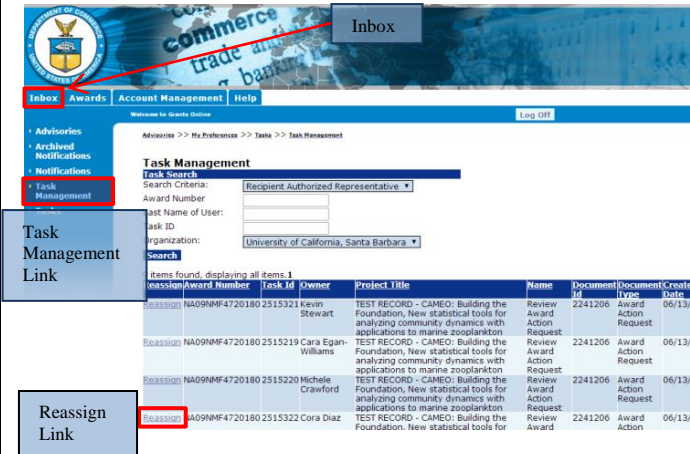 DEPARTMENT OF COMMERCE
UNITED STATES OF AMERICA
commerce
trade and
banking
Inbox
Inbox Awards Account Management Help
Welcome to Grants Online Log Off
Advisories
Archived
Notifications
Notifications
Task
Management
Tasks
Advisories >> My Preferences >> Tasks >> Task Management
Task Management
Task Search
Search Criteria: Recipient Authorized Representative
Award Number
Last Name of User:
Task ID
Organization: University of California, Santa Barbara
Search
Task
Management
Link
items found, displaying all items.1
Reassign Award Number Task Id Owner Project Title Name Document Id Document Type Create Date
Reassign NA09NMF4720180 2515321 Kevin Stewart TEST RECORD - CAMEO: Building the Foundation, New statistical tools for analyzing community dynamics with applications to marine zooplankton Review Award Action Request 2241206 Award Action Request 06/13/
Reassign NA09NMF4720180 2515219 Cara Egan-Williams TEST RECORD - CAMEO: Building the Foundation, New statistical tools for analyzing community dynamics with applications to marine zooplankton Review Award Action Request 2241206 Award Action Request 06/13/
Reassign NA09NMF4720180 2515220 Michele Crawford TEST RECORD - CAMEO: Building the Foundation, New statistical tools for analyzing community dynamics with applications to marine zooplankton Review Award Action Request 2241206 Award Action Request 06/13/
Reassign NA09NMF4720180 2515322 Cora Diaz TEST RECORD - CAMEO: Building the Foundation, New statistical tools for Review Award 2241206 Award Action 06/13/
Reassign
Link